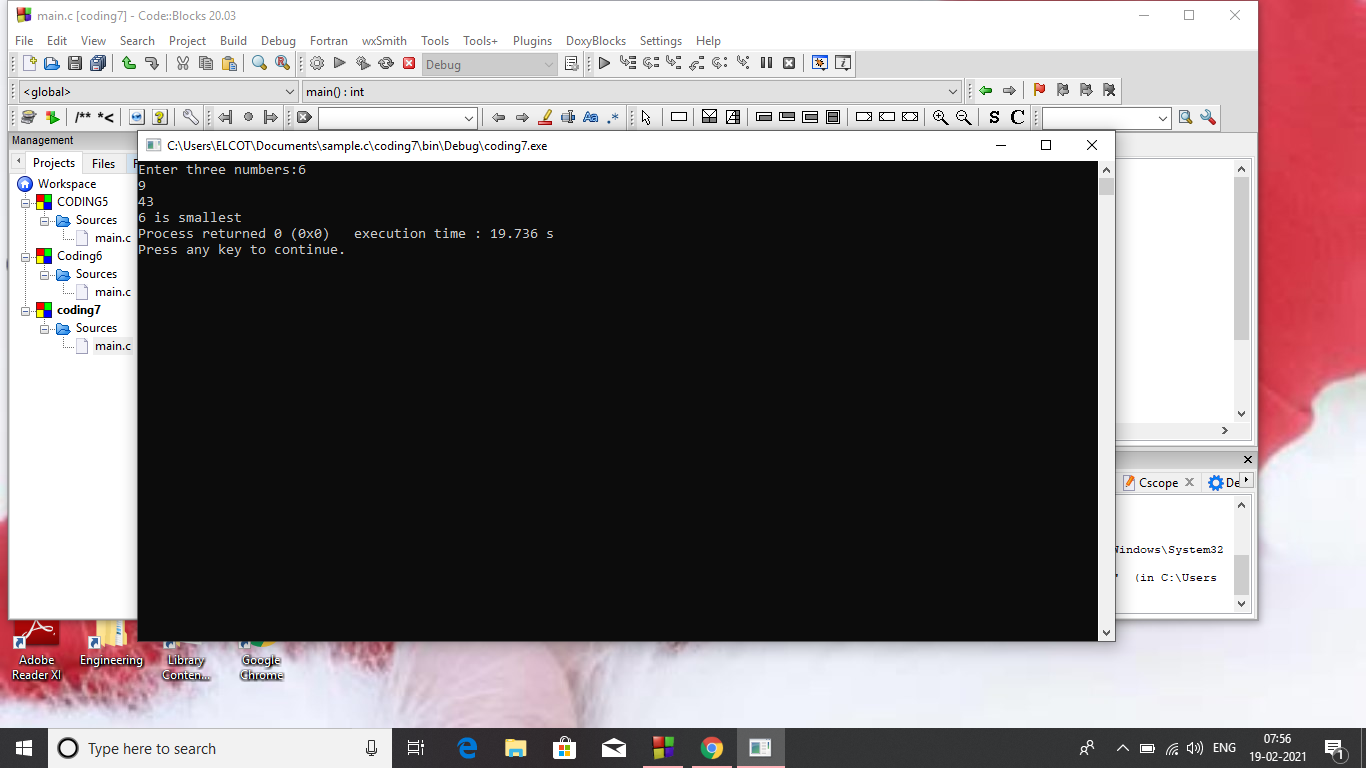 main.c [coding7] - Code::Blocks 20.03
File Edit View Search Project Build Debug Fortran wxSmith Tools Tools+ Plugins DoxyBlocks Settings Help
Debug
<global> main() : int
/** *< Aa .* S C
Management
C:\Users\ELCOT\Documents\sample.c\coding7\bin\Debug\coding7.exe
Projects Files
Workspace
CODING5
Sources
main.c
Coding6
Sources
main.c
coding7
Sources
main.c
Enter three numbers:6
9
43
6 is smallest
Process returned 0 (0x0)   execution time : 19.736 s
Press any key to continue.
Cscope De
Windows\System32
" (in C:\Users
Adobe
Reader XI
Engineering
Library
Conten...
Google
Chrome
Type here to search
ENG
07:56
19-02-2021
1